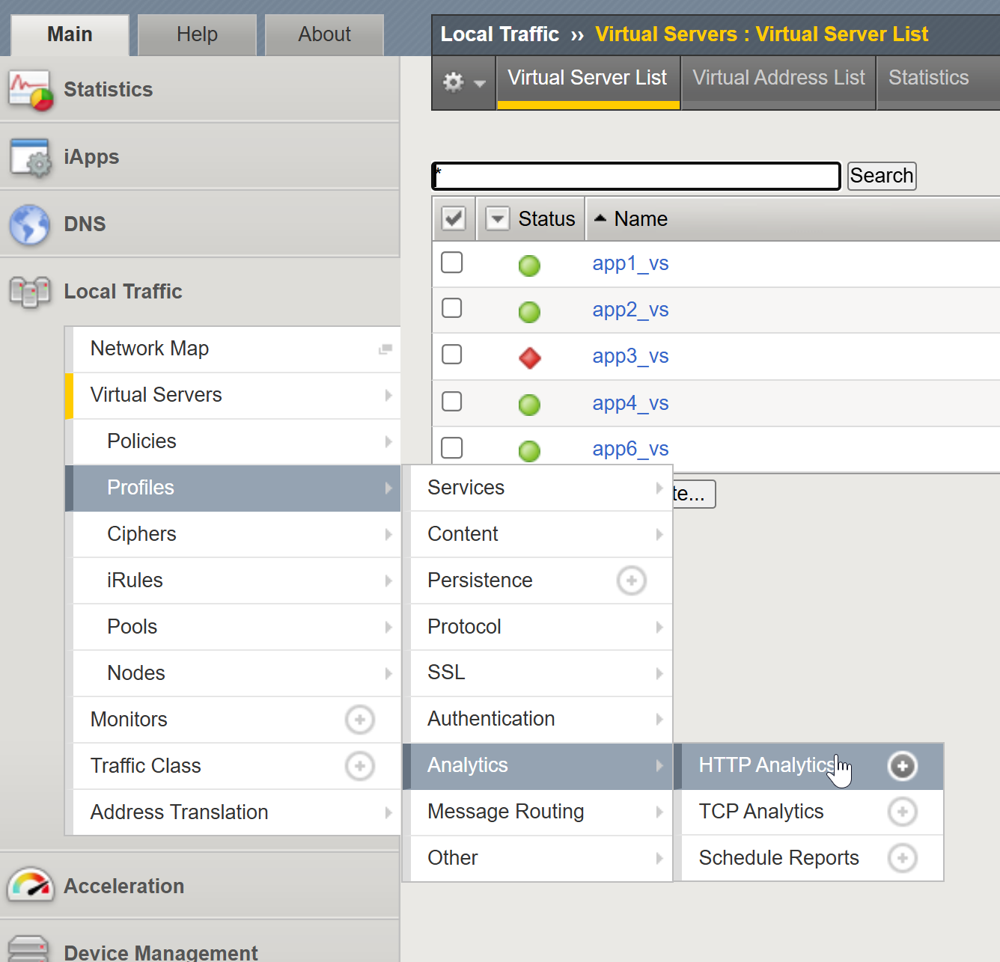 Main
Help
About
Local Traffic ›› Virtual Servers : Virtual Server List
Virtual Server List
Virtual Address List
Statistics
Statistics
iApps
DNS
Local Traffic
Network Map
Virtual Servers
Policies
Profiles
Ciphers
iRules
Pools
Nodes
Monitors
Traffic Class
Address Translation
Acceleration
Device Management
*
Search
Status
Name
app1_vs
app2_vs
app3_vs
app4_vs
app6_vs
te...
Services
Content
Persistence
Protocol
SSL
Authentication
Analytics
Message Routing
Other
HTTP Analytics
TCP Analytics
Schedule Reports